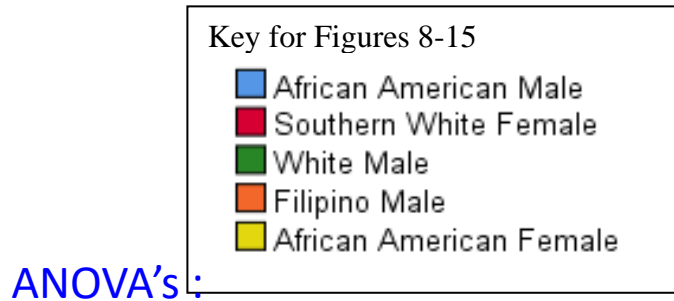 Key for Figures 8-15
African American Male
Southern White Female
White Male
Filipino Male
African American Female
ANOVA’s :